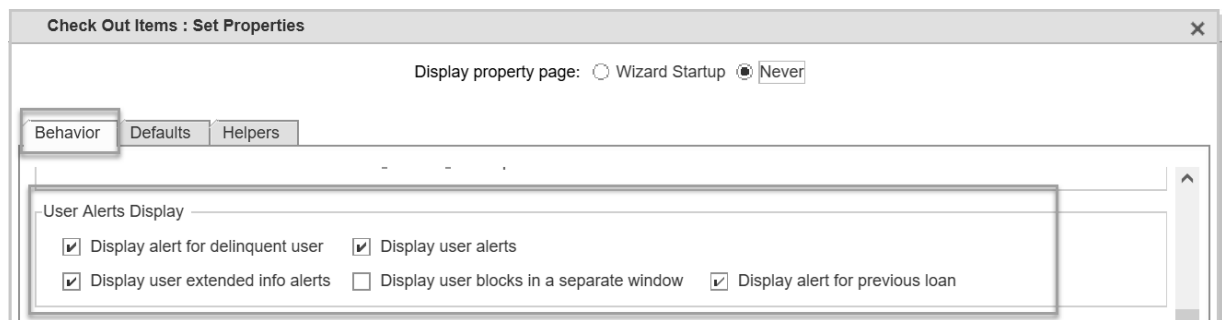 Check Out Items : Set Properties
Display property page: Wizard Startup Never
Behavior Defaults Helpers
User Alerts Display
Display alert for delinquent user Display user alerts
Display user extended info alerts Display user blocks in a separate window Display alert for previous loan